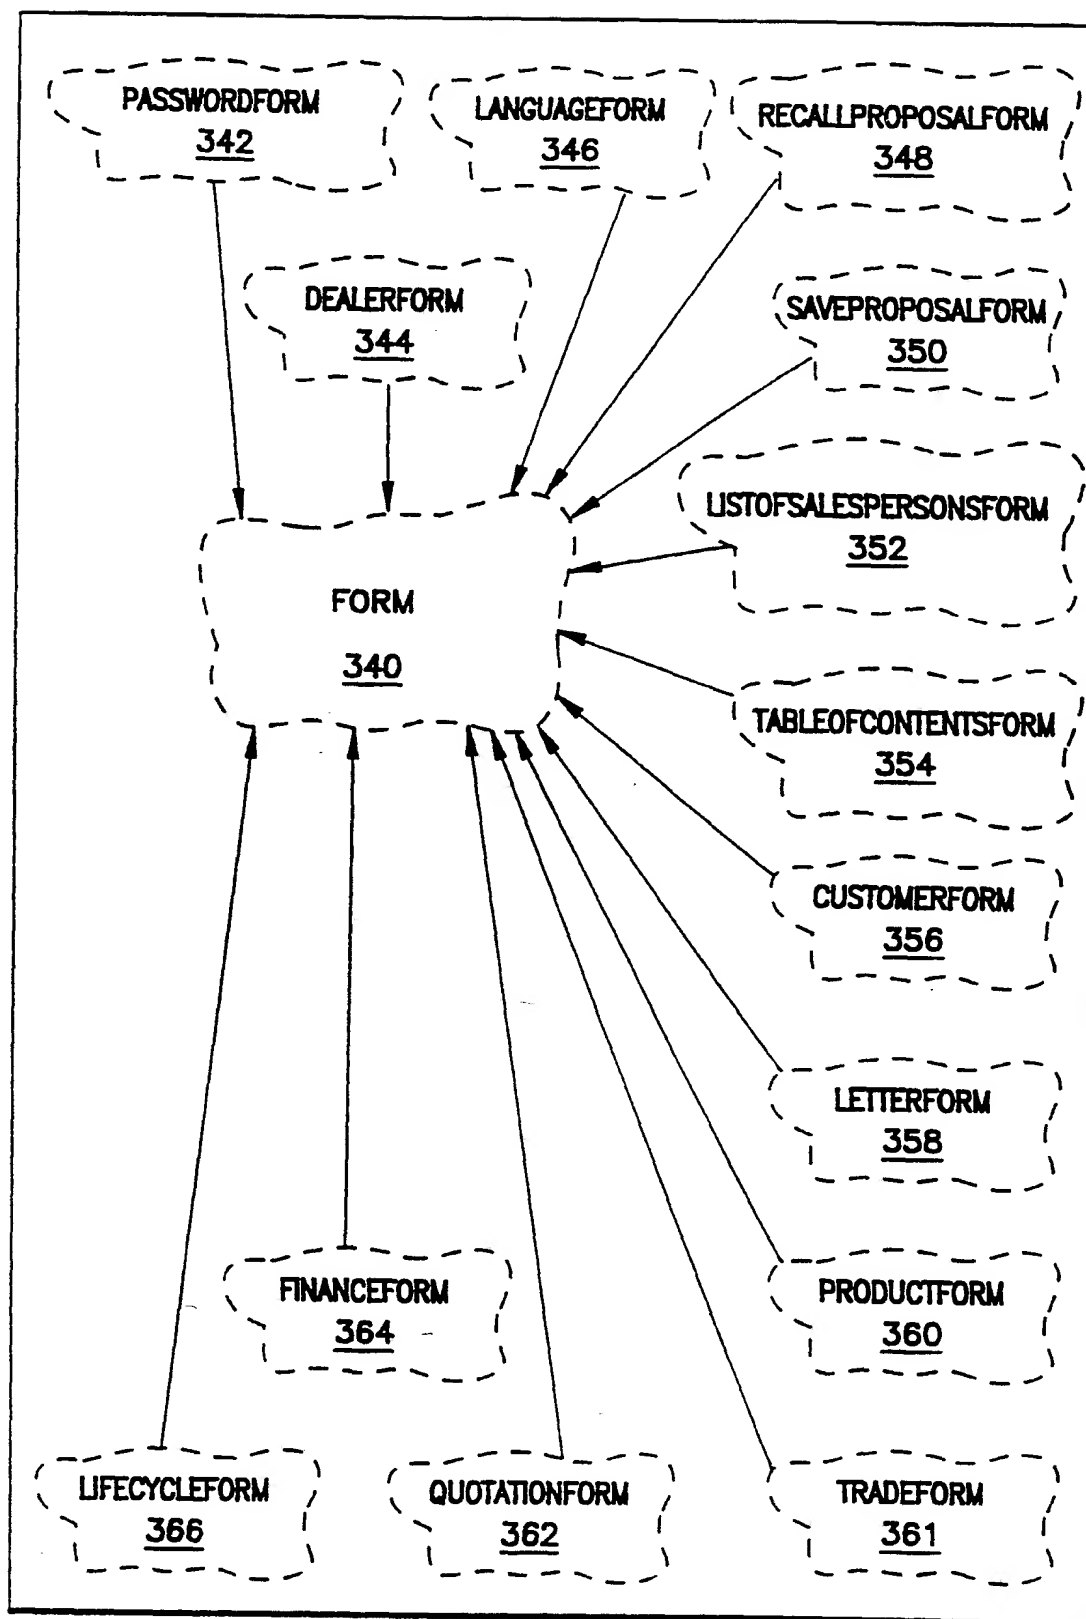 PASSWORDFORM
342
LANGUAGEFORM
346
RECALLPROPOSALFORM
348
DEALERFORM
344
SAVEPROPOSALFORM
350
LISTOFSALESPERSONSFORM
352
FORM
340
TABLEOFCONTENTSFORM
354
CUSTOMERFORM
356
LETTERFORM
358
FINANCEFORM
364
PRODUCTFORM
360
LIFECYCLEFORM
366
QUOTATIONFORM
362
TRADEFORM
361